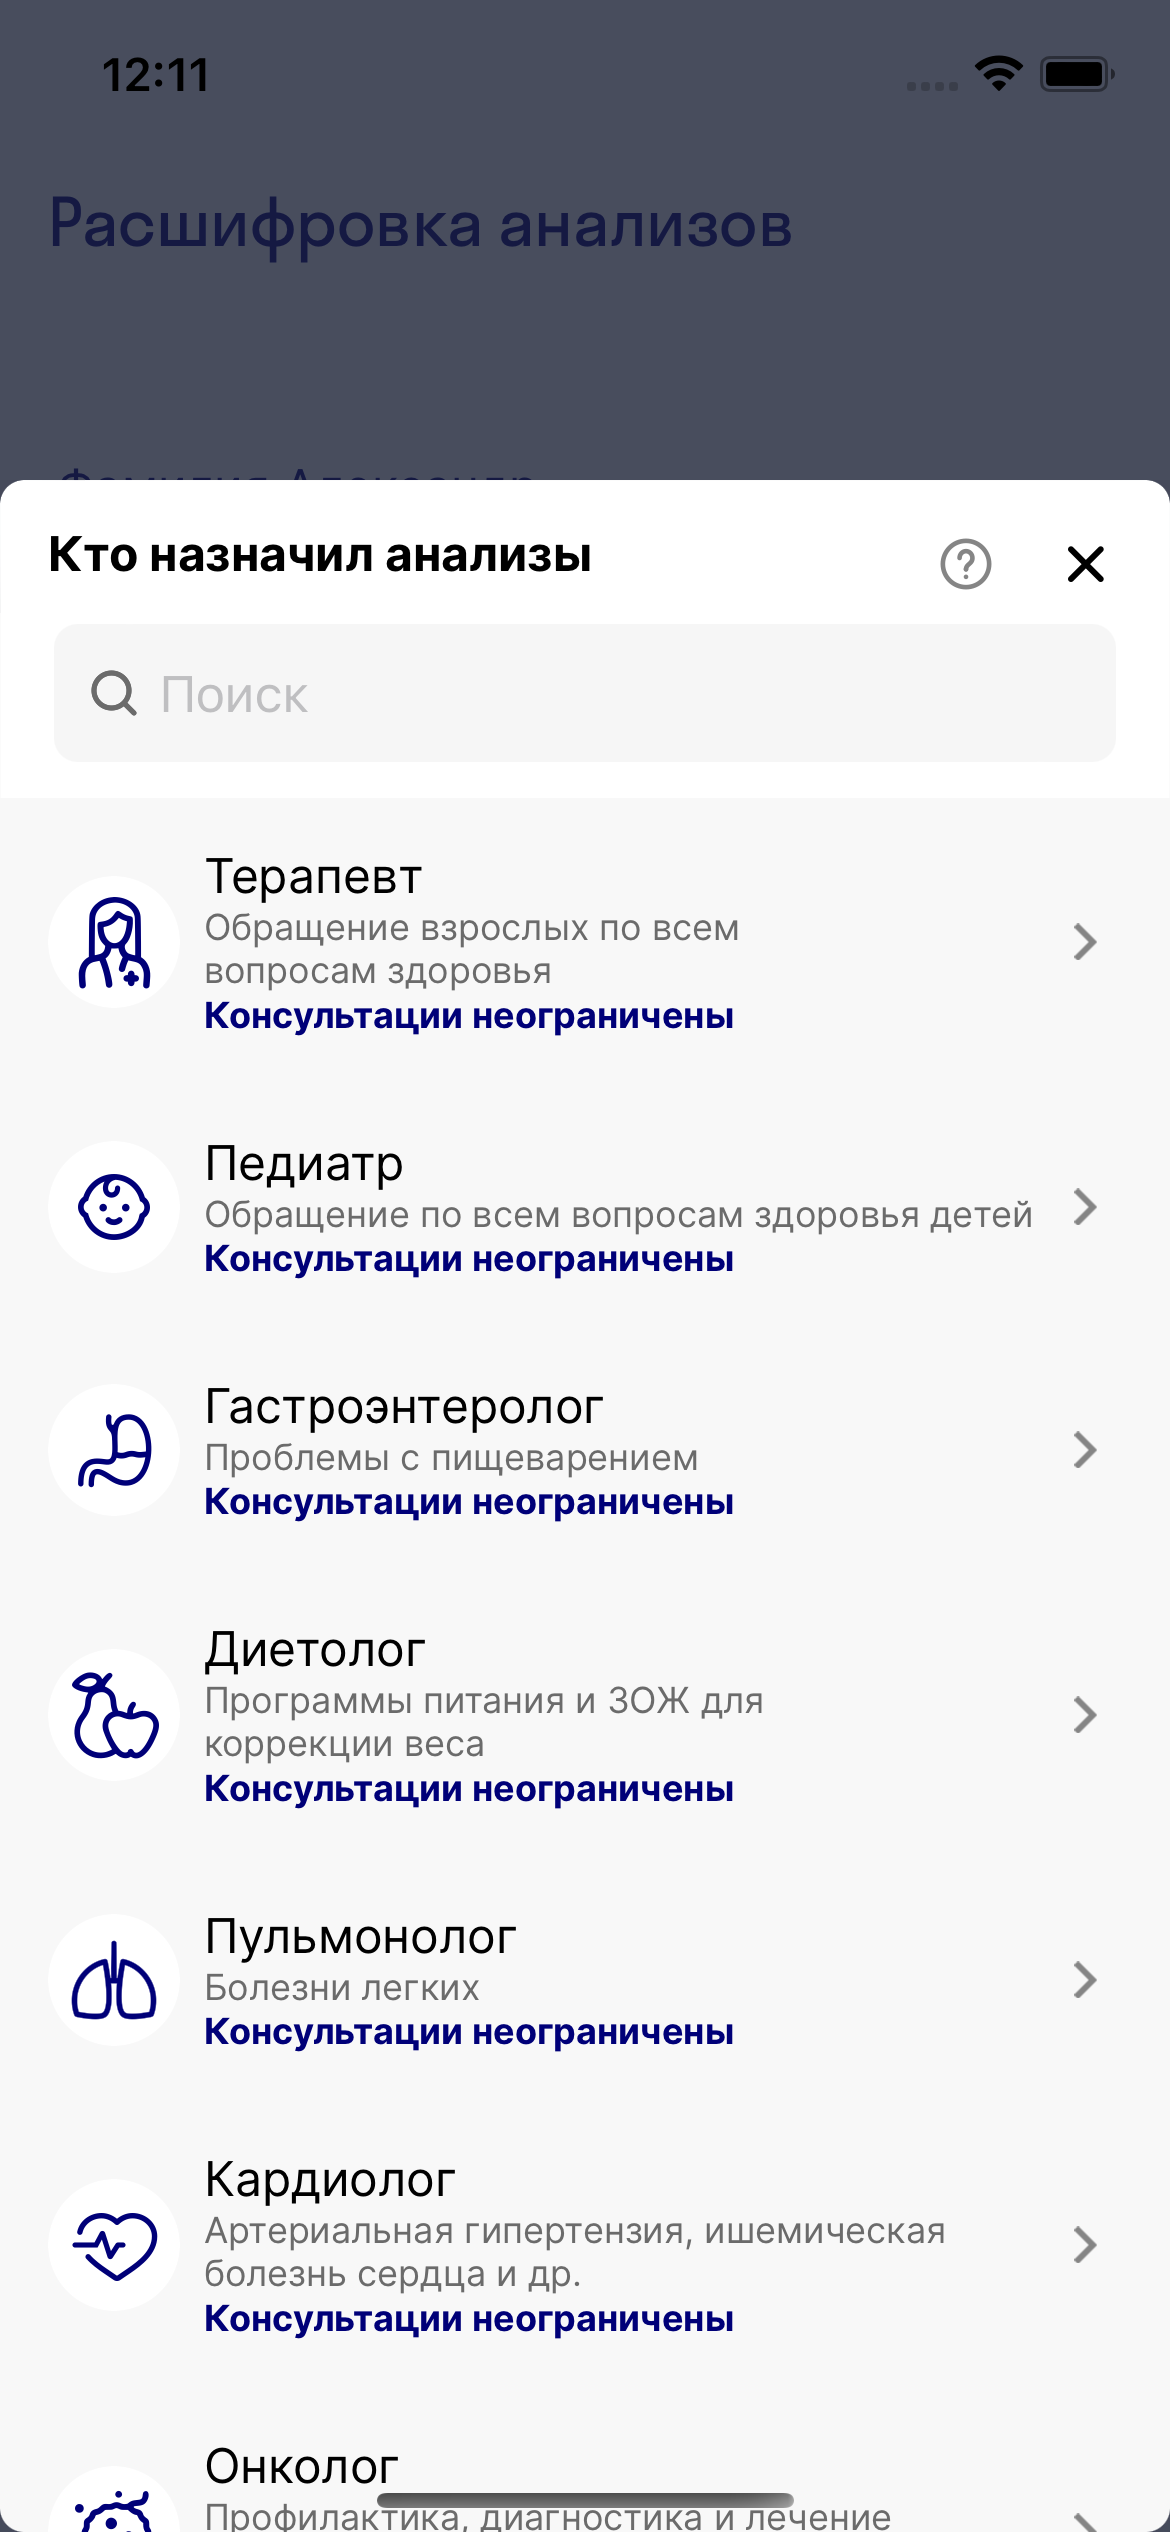 12:11
Расшифровка анализов
Фамилия Александр
Кто назначил анализы
Поиск
Терапевт
Обращение взрослых по всем
вопросам здоровья
Консультации неограничены
Педиатр
Обращение по всем вопросам здоровья детей
Консультации неограничены
Гастроэнтеролог
Проблемы с пищеварением
Консультации неограничены
Диетолог
Программы питания и ЗОЖ для
коррекции веса
Консультации неограничены
Пульмонолог
Болезни легких
Консультации неограничены
Кардиолог
Артериальная гипертензия, ишемическая
болезнь сердца и др.
Консультации неограничены
Онколог
Профилактика, диагностика и лечение